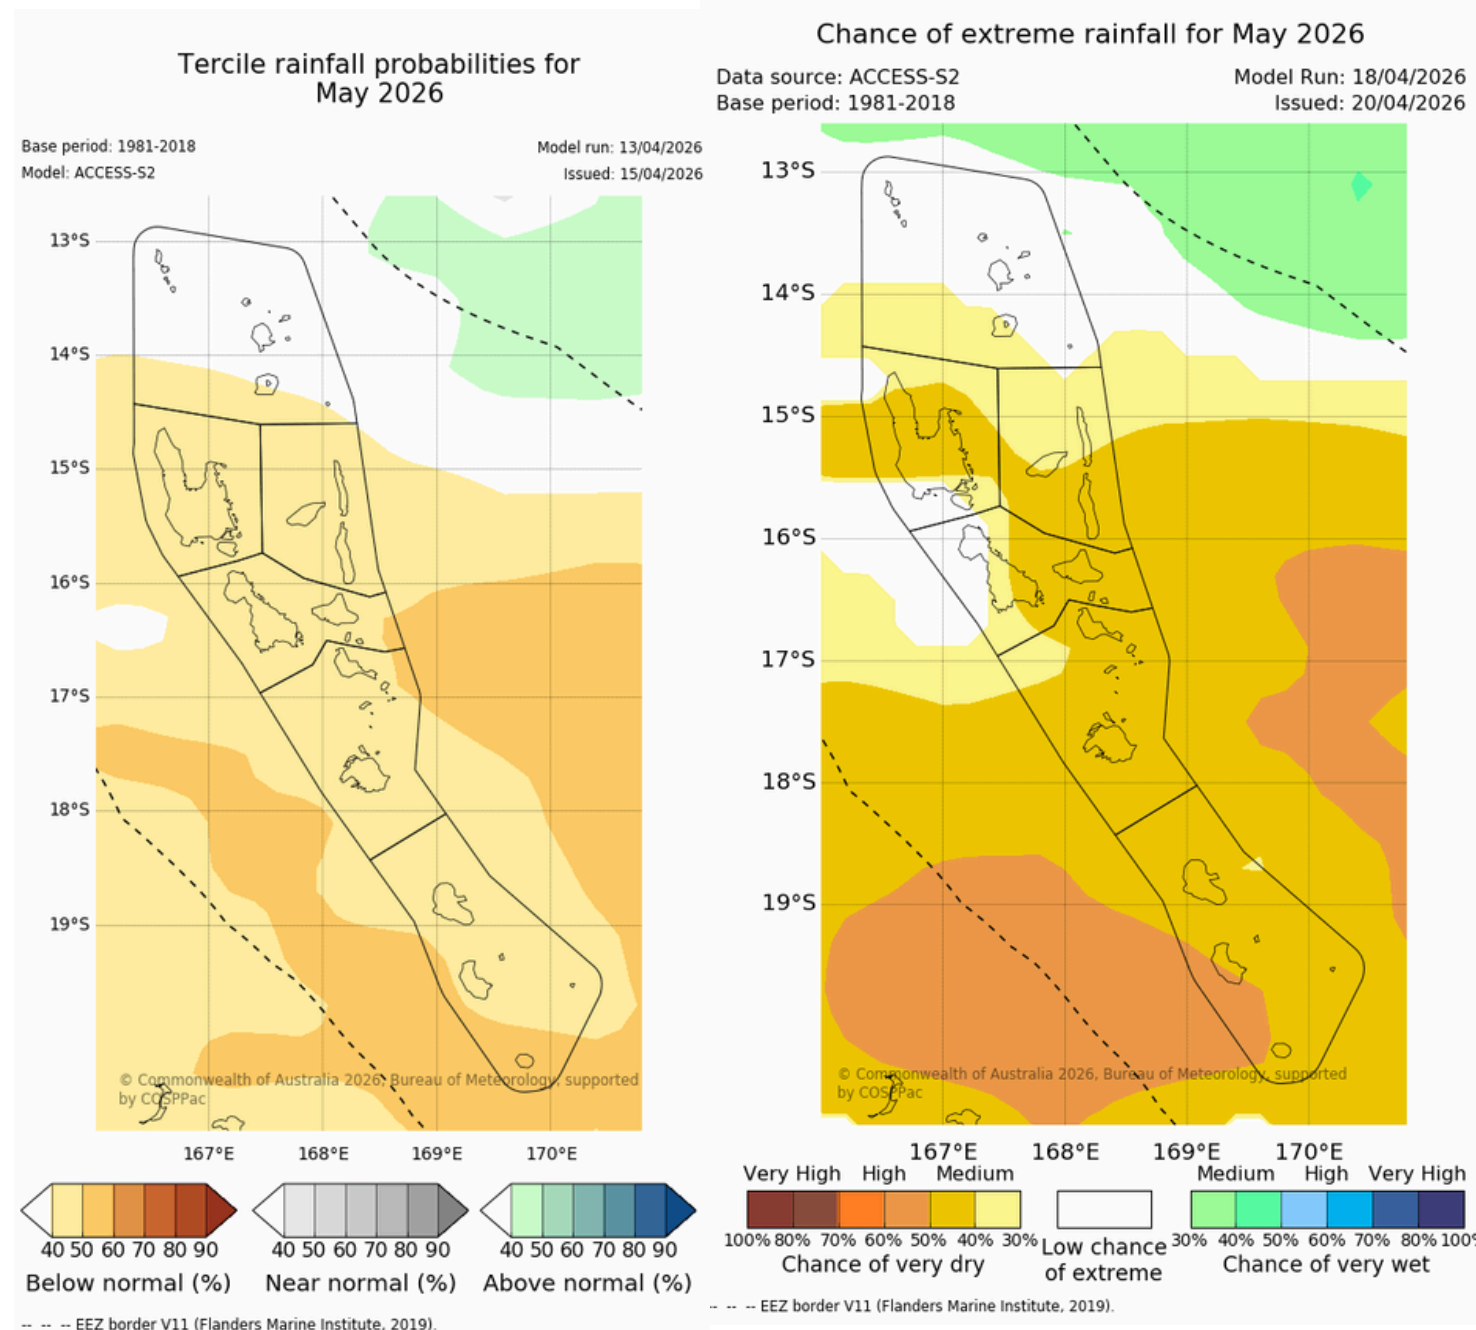 Tercile rainfall probabilities for
May 2026
Base period: 1981-2018
Model run: 13/04/2026
Model: ACCESS-S2
Issued: 15/04/2026
13°S
14°S
15°S
16°S
17°S
18°S
19°S
© Commonwealth of Australia 2026, Bureau of Meteorology, supported
by COSPPac
167°E 168°E 169°E 170°E
40 50 60 70 80 90
Below normal (%)
40 50 60 70 80 90
Near normal (%)
40 50 60 70 80 90
Above normal (%)
-- -- -- EEZ border V11 (Flanders Marine Institute, 2019).
Chance of extreme rainfall for May 2026
Data source: ACCESS-S2
Model Run: 18/04/2026
Base period: 1981-2018
Issued: 20/04/2026
13°S
14°S
15°S
16°S
17°S
18°S
19°S
© Commonwealth of Australia 2026, Bureau of Meteorology, supported
by COSPPac
167°E 168°E 169°E 170°E
Very High High Medium
100% 80% 70% 60% 50% 40% 30%
Chance of very dry
Low chance
of extreme
Medium High Very High
30% 40% 50% 60% 70% 80% 100%
Chance of very wet
-- -- -- EEZ border V11 (Flanders Marine Institute, 2019).